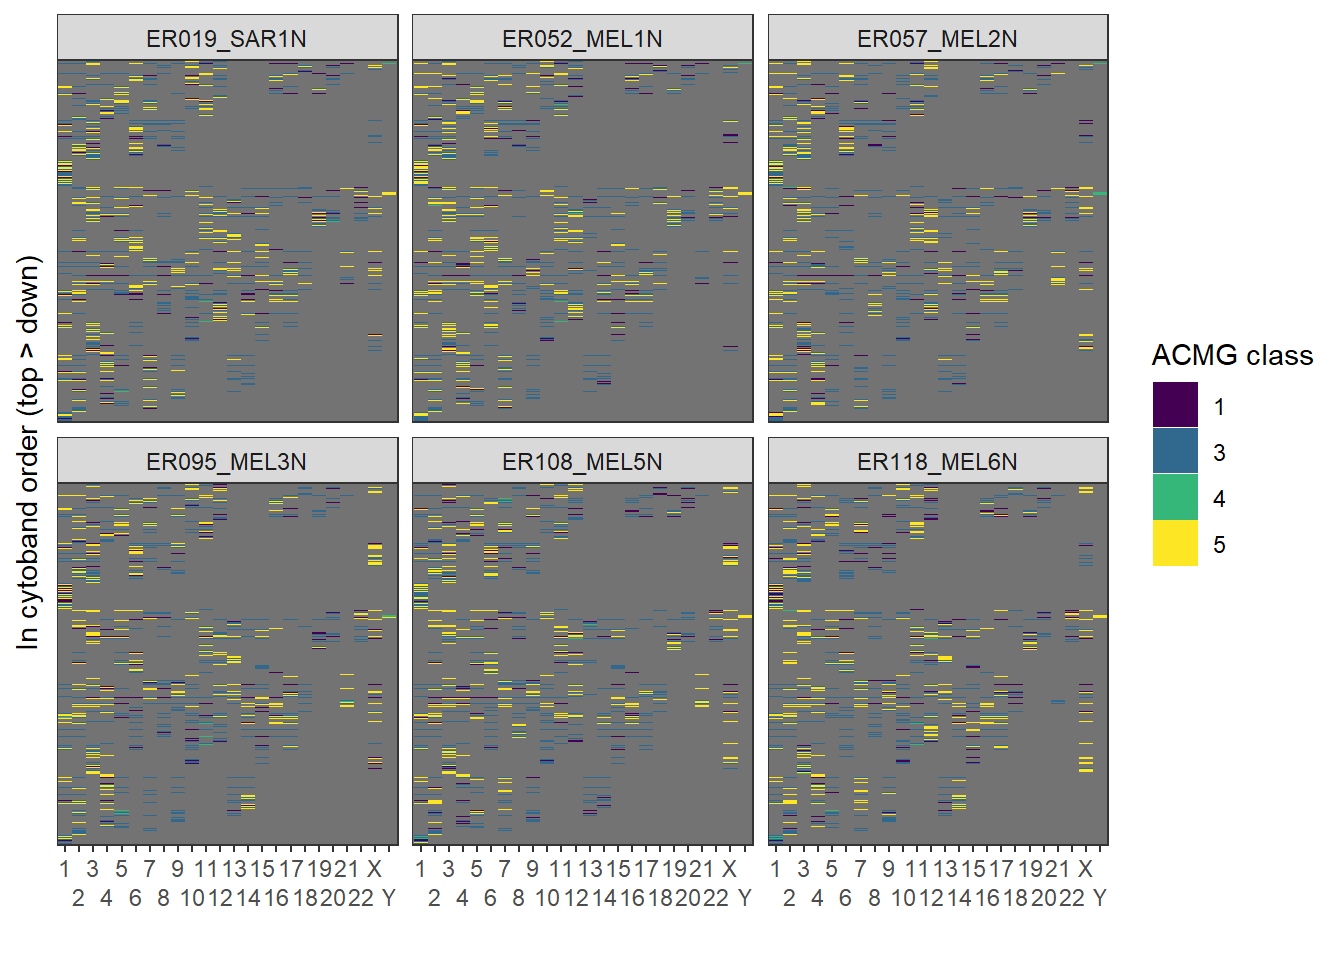 ER019_SAR1N ER052_MEL1N ER057_MEL2N
In cytoband order (top > down)
ACMG class
1
3
4
5
ER095_MEL3N ER108_MEL5N ER118_MEL6N
1 3 5 7 9 11 13 15 17 19 21 X 1 3 5 7 9 11 13 15 17 19 21 X 1 3 5 7 9 11 13 15 17 19 21 X
2 4 6 8 10 12 14 16 18 20 22 Y 2 4 6 8 10 12 14 16 18 20 22 Y 2 4 6 8 10 12 14 16 18 20 22 Y